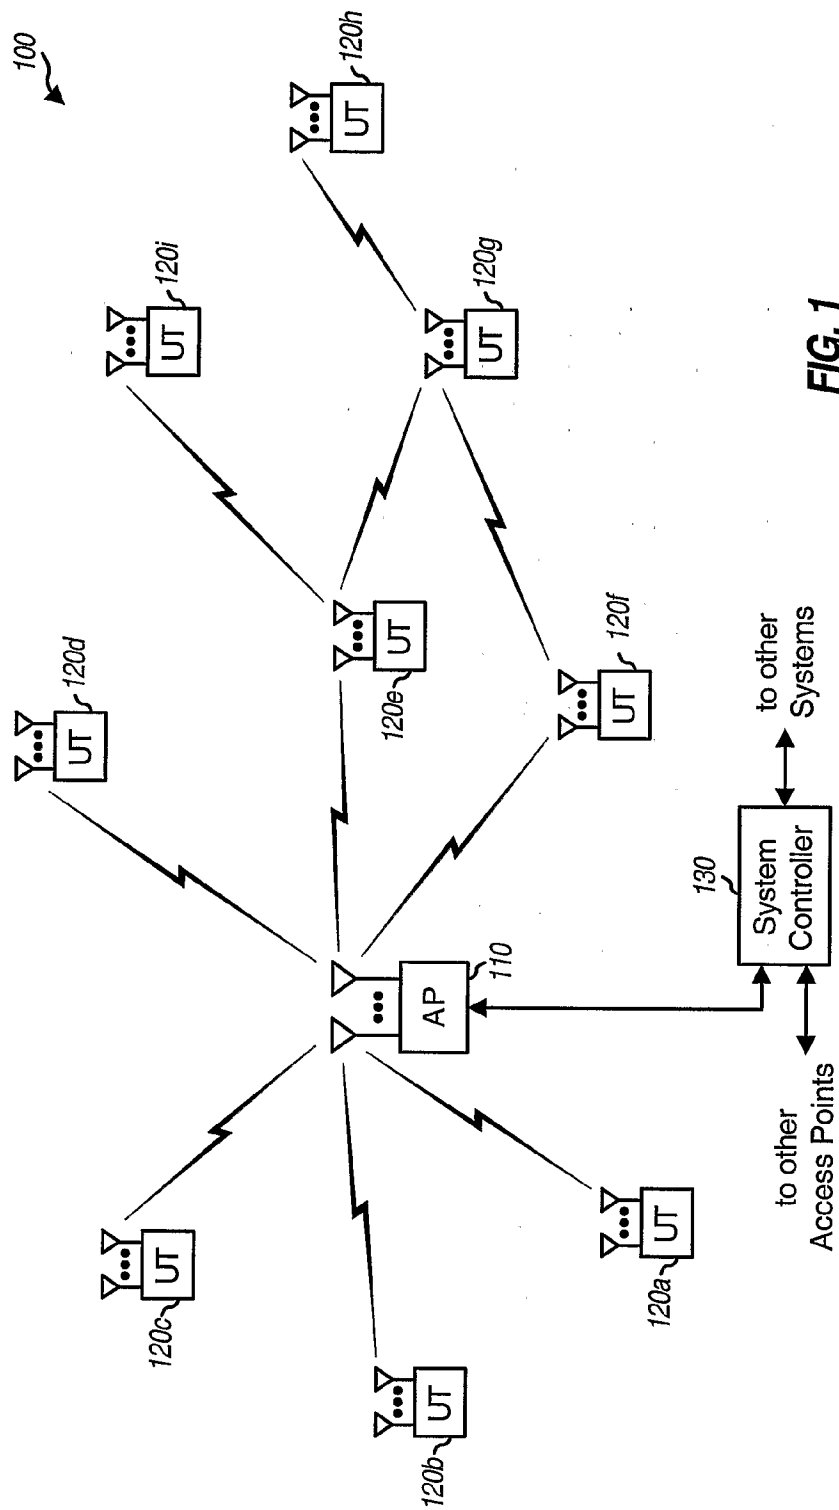 100
120h
UT
120i
UT
120g
UT
120d
UT
120e
UT
120f
UT
110
AP
120c
UT
120b
UT
120a
UT
130
System
Controller
to other
Systems
to other
Access Points
FIG. 1